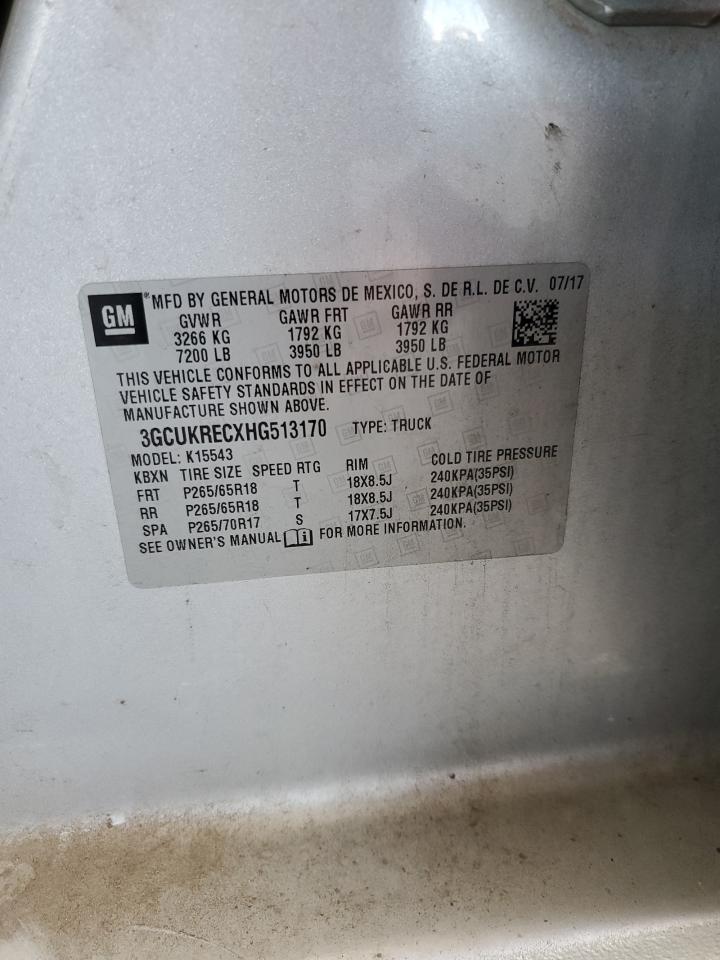 GM ® MFD BY GENERAL MOTORS DE MEXICO, S. DE R.L. DE C.V. 07/17
GVWR GAWR FRT GAWR RR
3266 KG 1792 KG 1792 KG
7200 LB 3950 LB 3950 LB
THIS VEHICLE CONFORMS TO ALL APPLICABLE U.S. FEDERAL MOTOR
VEHICLE SAFETY STANDARDS IN EFFECT ON THE DATE OF
MANUFACTURE SHOWN ABOVE.
3GCUKRECXHG513170 TYPE: TRUCK
MODEL: K15543
KBXN TIRE SIZE SPEED RTG RIM COLD TIRE PRESSURE
FRT P265/65R18 T 18X8.5J 240KPA(35PSI)
RR P265/65R18 T 18X8.5J 240KPA(35PSI)
SPA P265/70R17 S 17X7.5J 240KPA(35PSI)
SEE OWNER'S MANUAL FOR MORE INFORMATION.